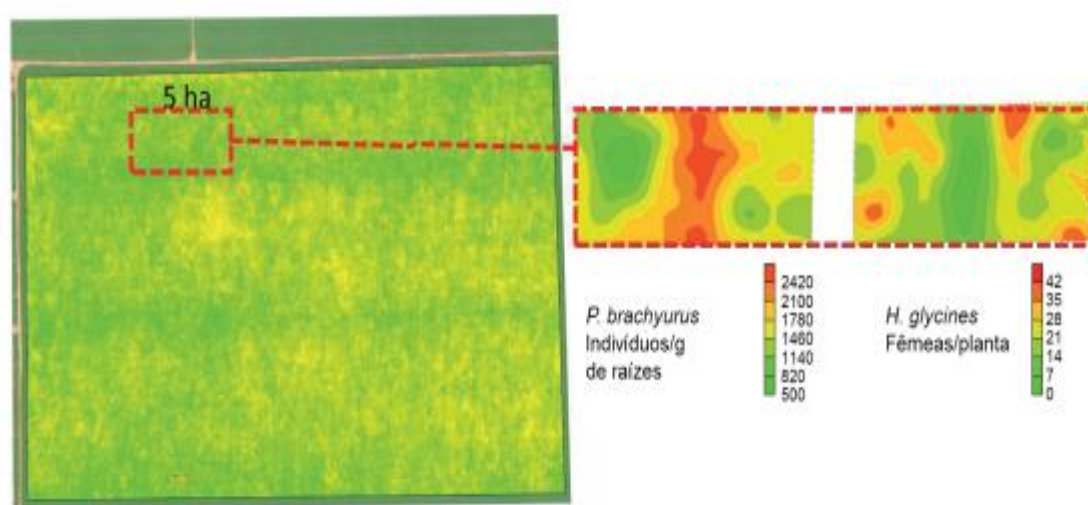 5 ha
P. brachyurus
Indivíduos/g
de raízes
2420
2100
1780
1460
1140
820
500
H. glycines
Fêmeas/planta
42
35
28
21
14
7
0